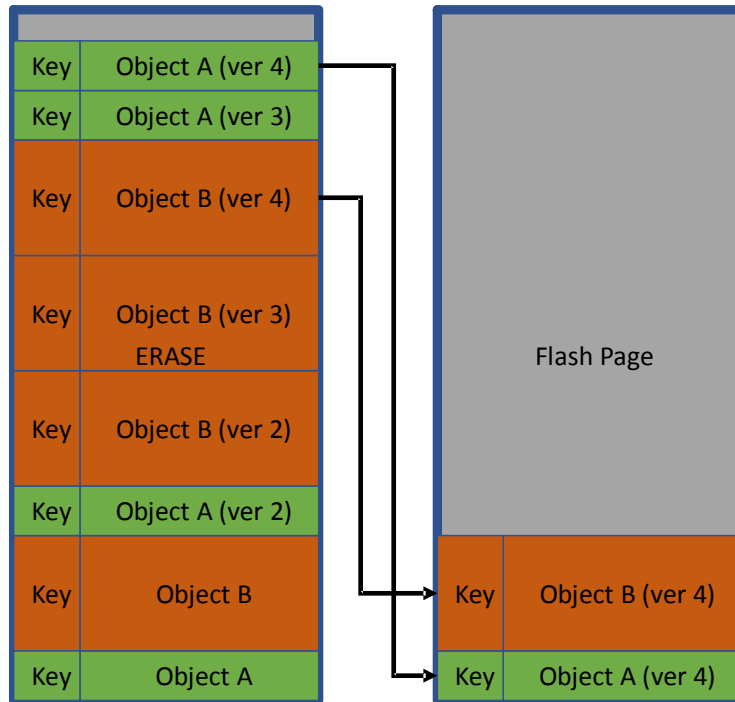 Key Object A (ver 4)
Key Object A (ver 3)
Key Object B (ver 4)
Key Object B (ver 3)
ERASE
Key Object B (ver 2)
Key Object A (ver 2)
Key Object B
Key Object A
Flash Page
Key Object B (ver 4)
Key Object A (ver 4)